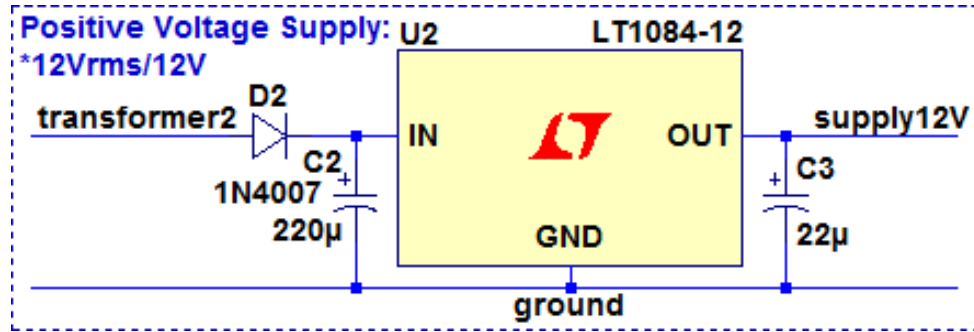 Positive Voltage Supply:
*12Vrms/12V
U2
LT1084-12
transformer2
D2
1N4007
C2
220µ
IN
OUT
GND
supply12V
C3
22µ
ground